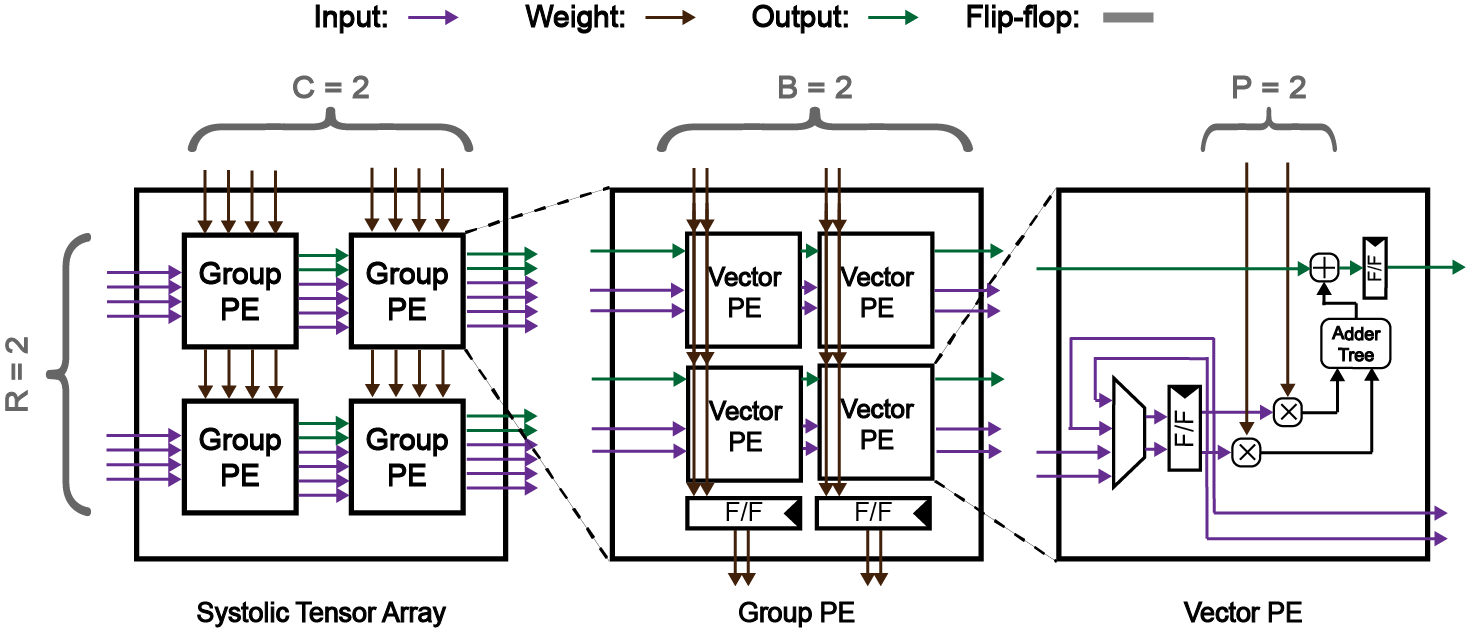 Input: Weight: Output: Flip-flop:
C = 2
B = 2
P = 2
R = 2
Group PE
Group PE
Group PE
Group PE
Vector PE
Vector PE
Vector PE
Vector PE
F/F
F/F
F/F
Adder Tree
F/F
Systolic Tensor Array
Group PE
Vector PE